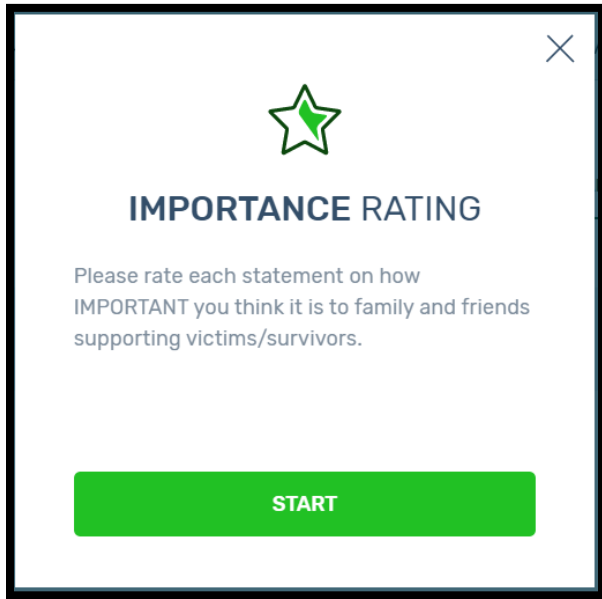 IMPORTANCE RATING
Please rate each statement on how
IMPORTANT you think it is to family and friends
supporting victims/survivors.
START